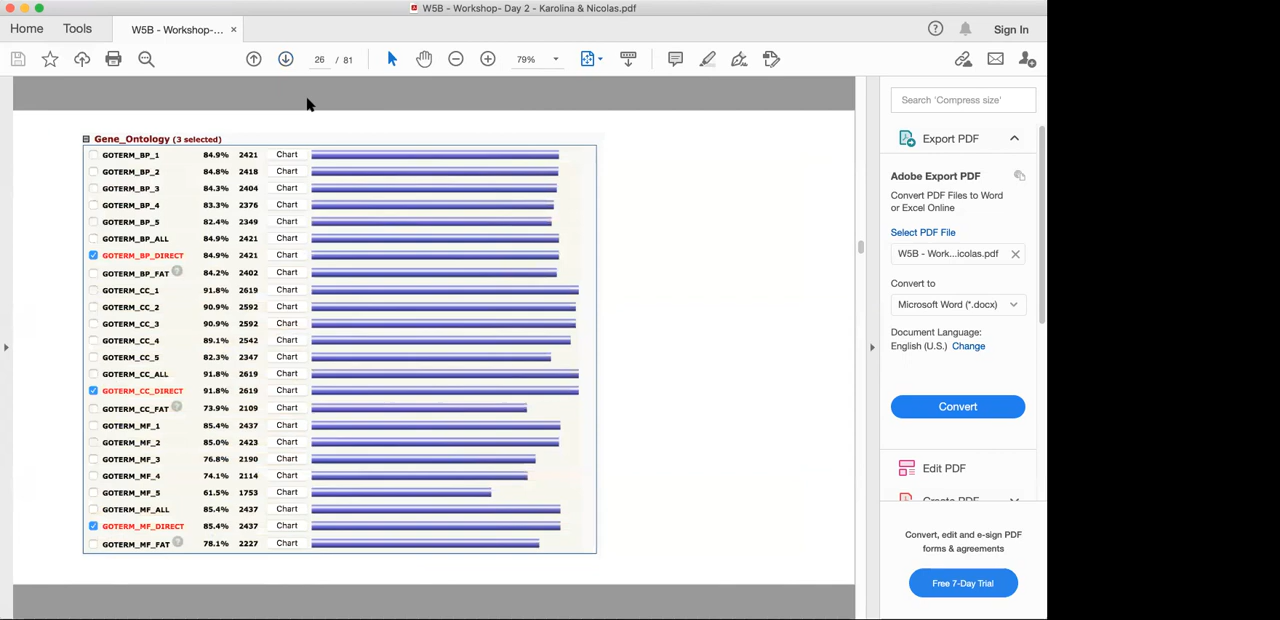 W5B - Workshop- Day 2 - Karolina & Nicolas.pdf
Home Tools W5B - Workshop-... × Sign In
26 / 81 79%
Gene_Ontology (3 selected)
GOTERM_BP_1 84.9% 2421 Chart
GOTERM_BP_2 84.8% 2418 Chart
GOTERM_BP_3 84.3% 2404 Chart
GOTERM_BP_4 83.3% 2376 Chart
GOTERM_BP_5 82.4% 2349 Chart
GOTERM_BP_ALL 84.9% 2421 Chart
GOTERM_BP_DIRECT 84.9% 2421 Chart
GOTERM_BP_FAT ? 84.2% 2402 Chart
GOTERM_CC_1 91.8% 2619 Chart
GOTERM_CC_2 90.9% 2592 Chart
GOTERM_CC_3 90.9% 2592 Chart
GOTERM_CC_4 89.1% 2542 Chart
GOTERM_CC_5 82.3% 2347 Chart
GOTERM_CC_ALL 91.8% 2619 Chart
GOTERM_CC_DIRECT 91.8% 2619 Chart
GOTERM_CC_FAT ? 73.9% 2109 Chart
GOTERM_MF_1 85.4% 2437 Chart
GOTERM_MF_2 85.0% 2423 Chart
GOTERM_MF_3 76.8% 2190 Chart
GOTERM_MF_4 74.1% 2114 Chart
GOTERM_MF_5 61.5% 1753 Chart
GOTERM_MF_ALL 85.4% 2437 Chart
GOTERM_MF_DIRECT 85.4% 2437 Chart
GOTERM_MF_FAT ? 78.1% 2227 Chart
Search 'Compress size'
Export PDF
Adobe Export PDF
Convert PDF Files to Word
or Excel Online
Select PDF File
W5B - Work...icolas.pdf ×
Convert to
Microsoft Word (*.docx)
Document Language:
English (U.S.) Change
Convert
Edit PDF
Create PDF
Convert, edit and e-sign PDF
forms & agreements
Free 7-Day Trial